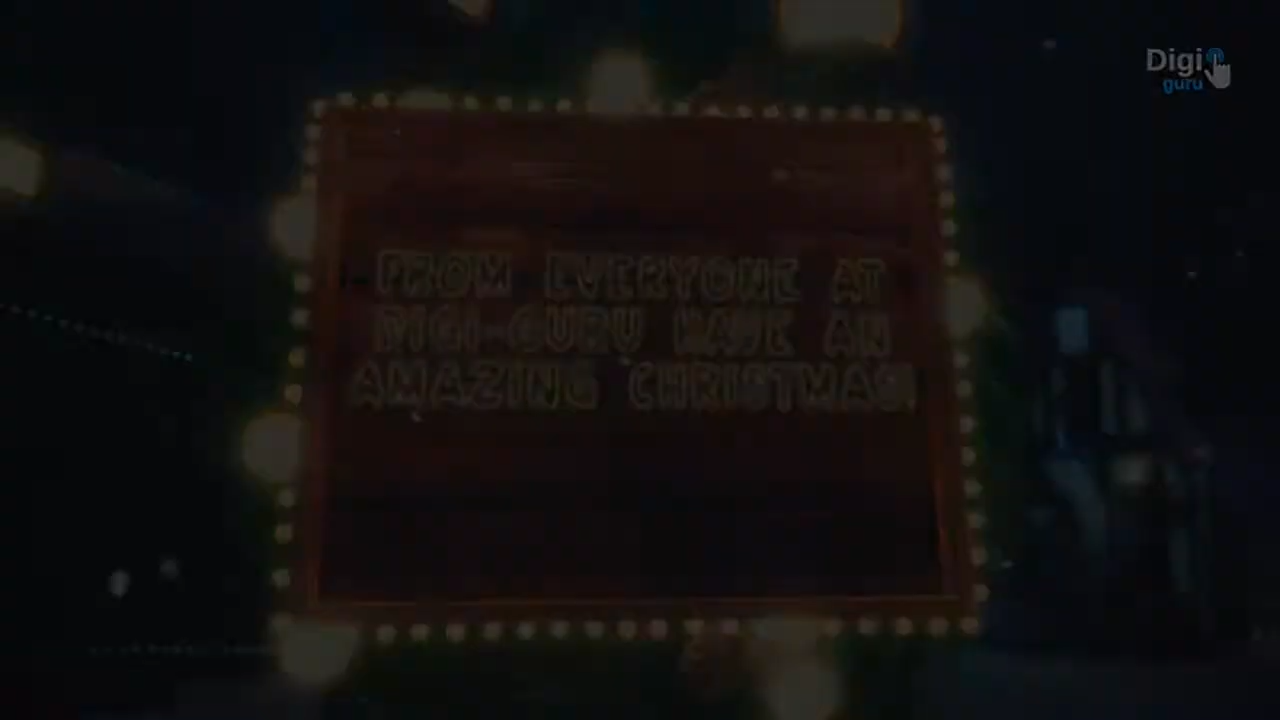 Digi
guru
FROM EVERYONE AT
DIGI-GURU HAVE AN
AMAZING CHRISTMAS!